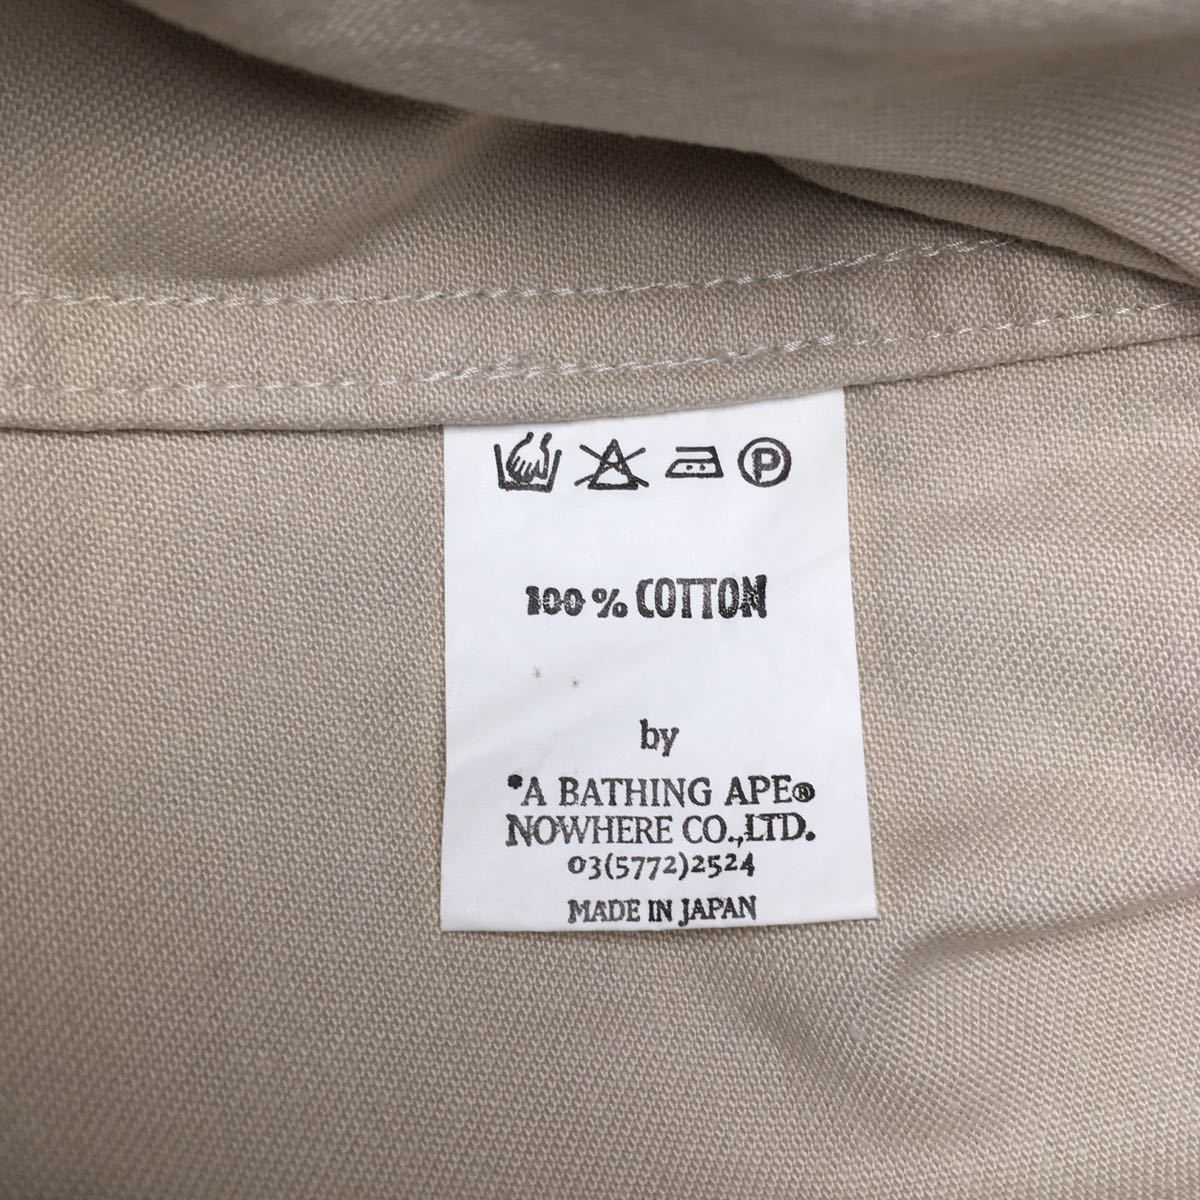 P
100% COTTON
by
*A BATHING APE®
NOWHERE CO.,LTD.
03(5772)2524
MADE IN JAPAN